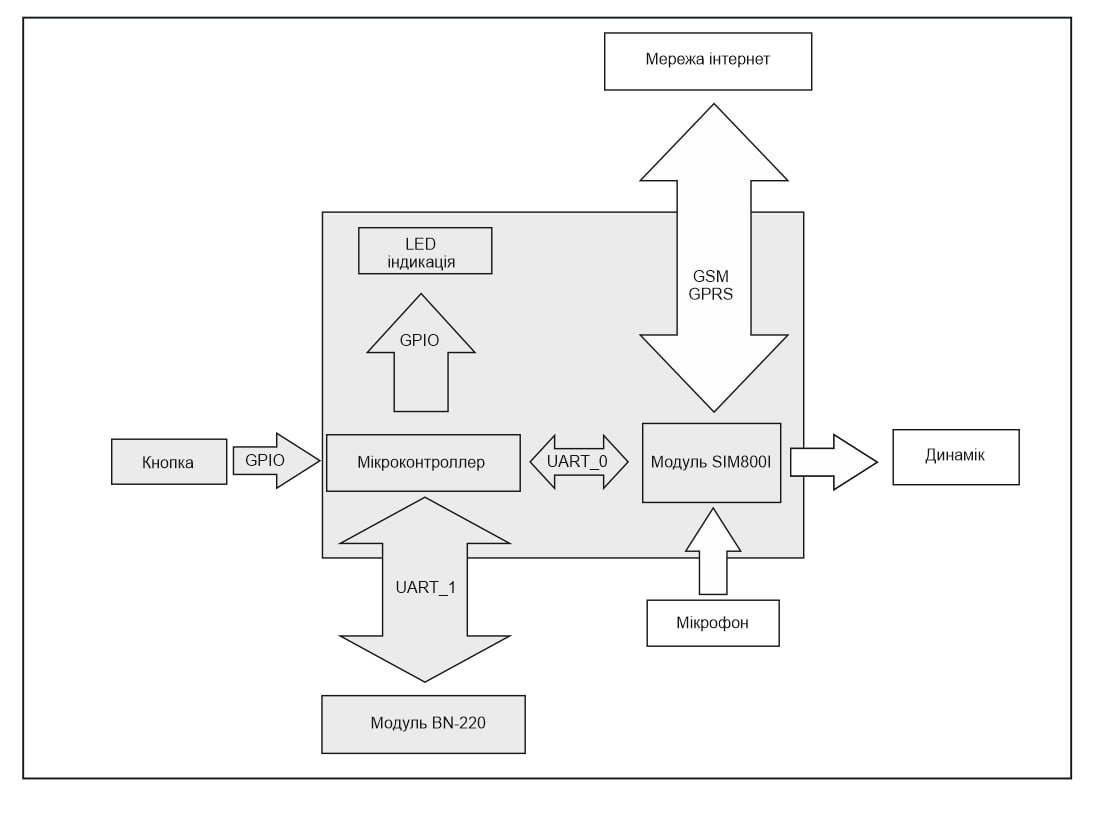 Мережа інтернет
LED
індикація
GSM
GPRS
GPIO
Кнопка
GPIO
Мікроконтроллер
UART_0
Модуль SIM800l
Динамік
UART_1
Мікрофон
Модуль BN-220